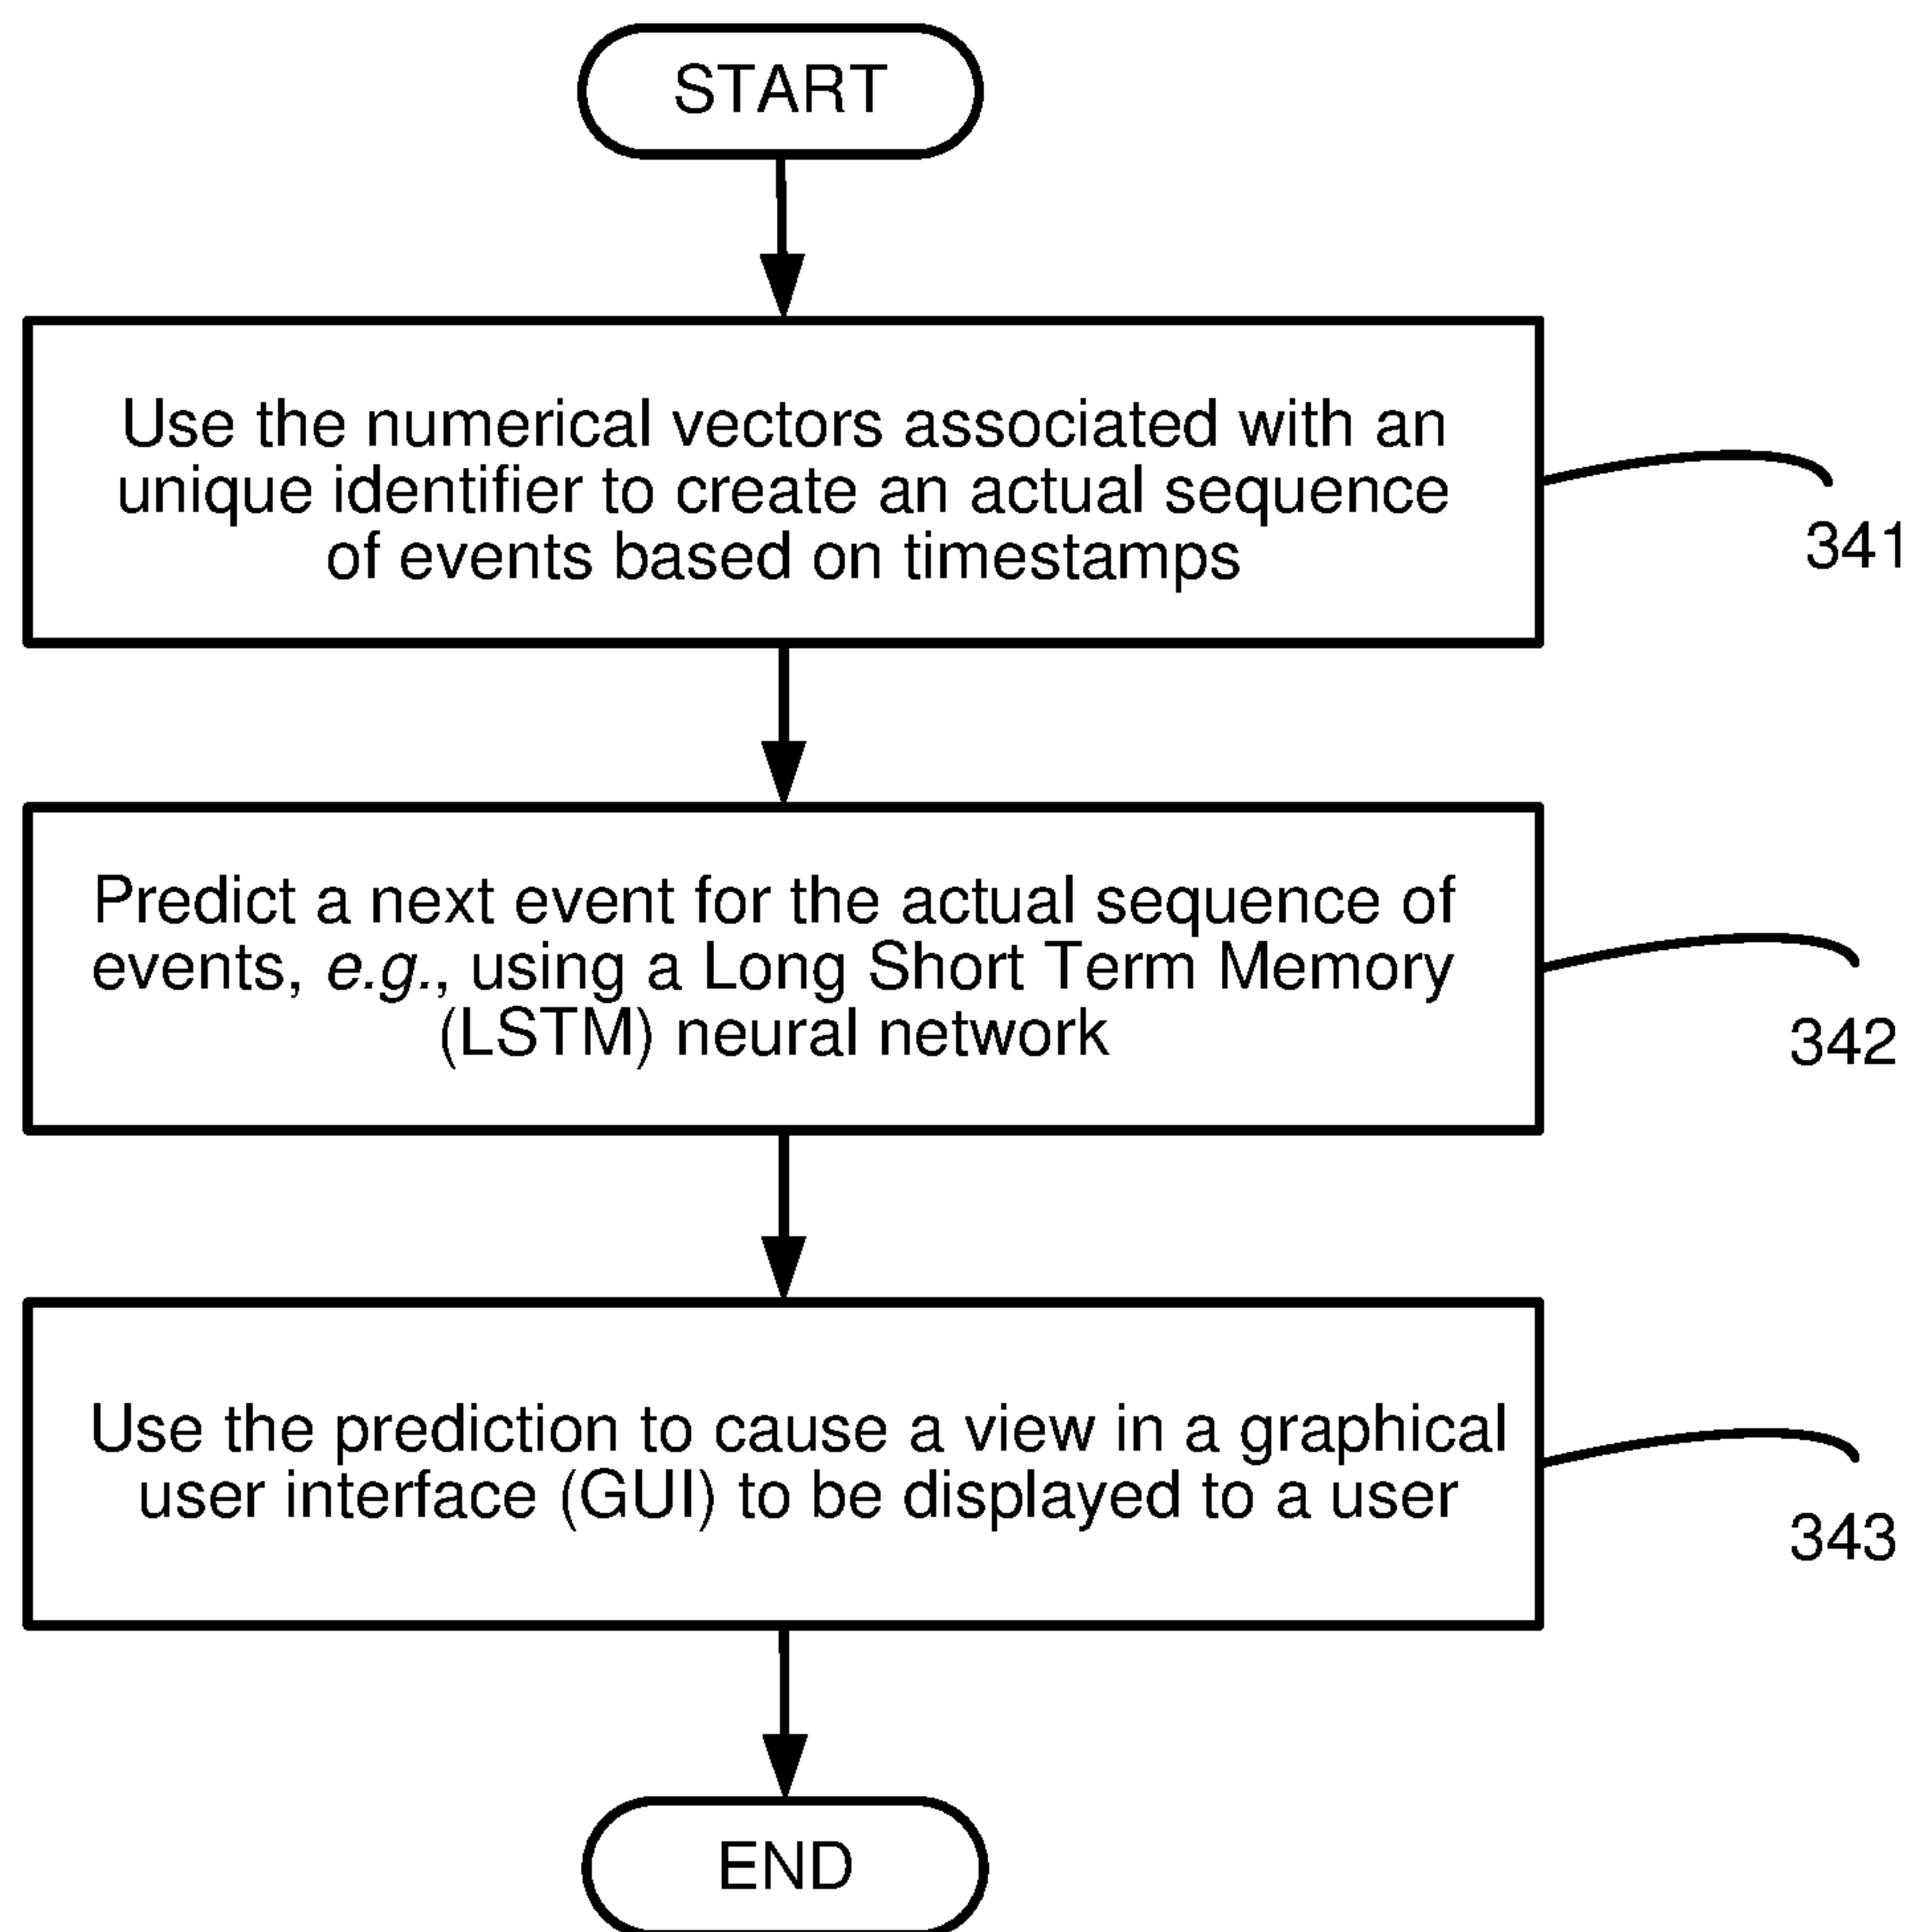 START
Use the numerical vectors associated with an
unique identifier to create an actual sequence
of events based on timestamps
341
Predict a next event for the actual sequence of
events, e.g., using a Long Short Term Memory
(LSTM) neural network
342
Use the prediction to cause a view in a graphical
user interface (GUI) to be displayed to a user
343
END